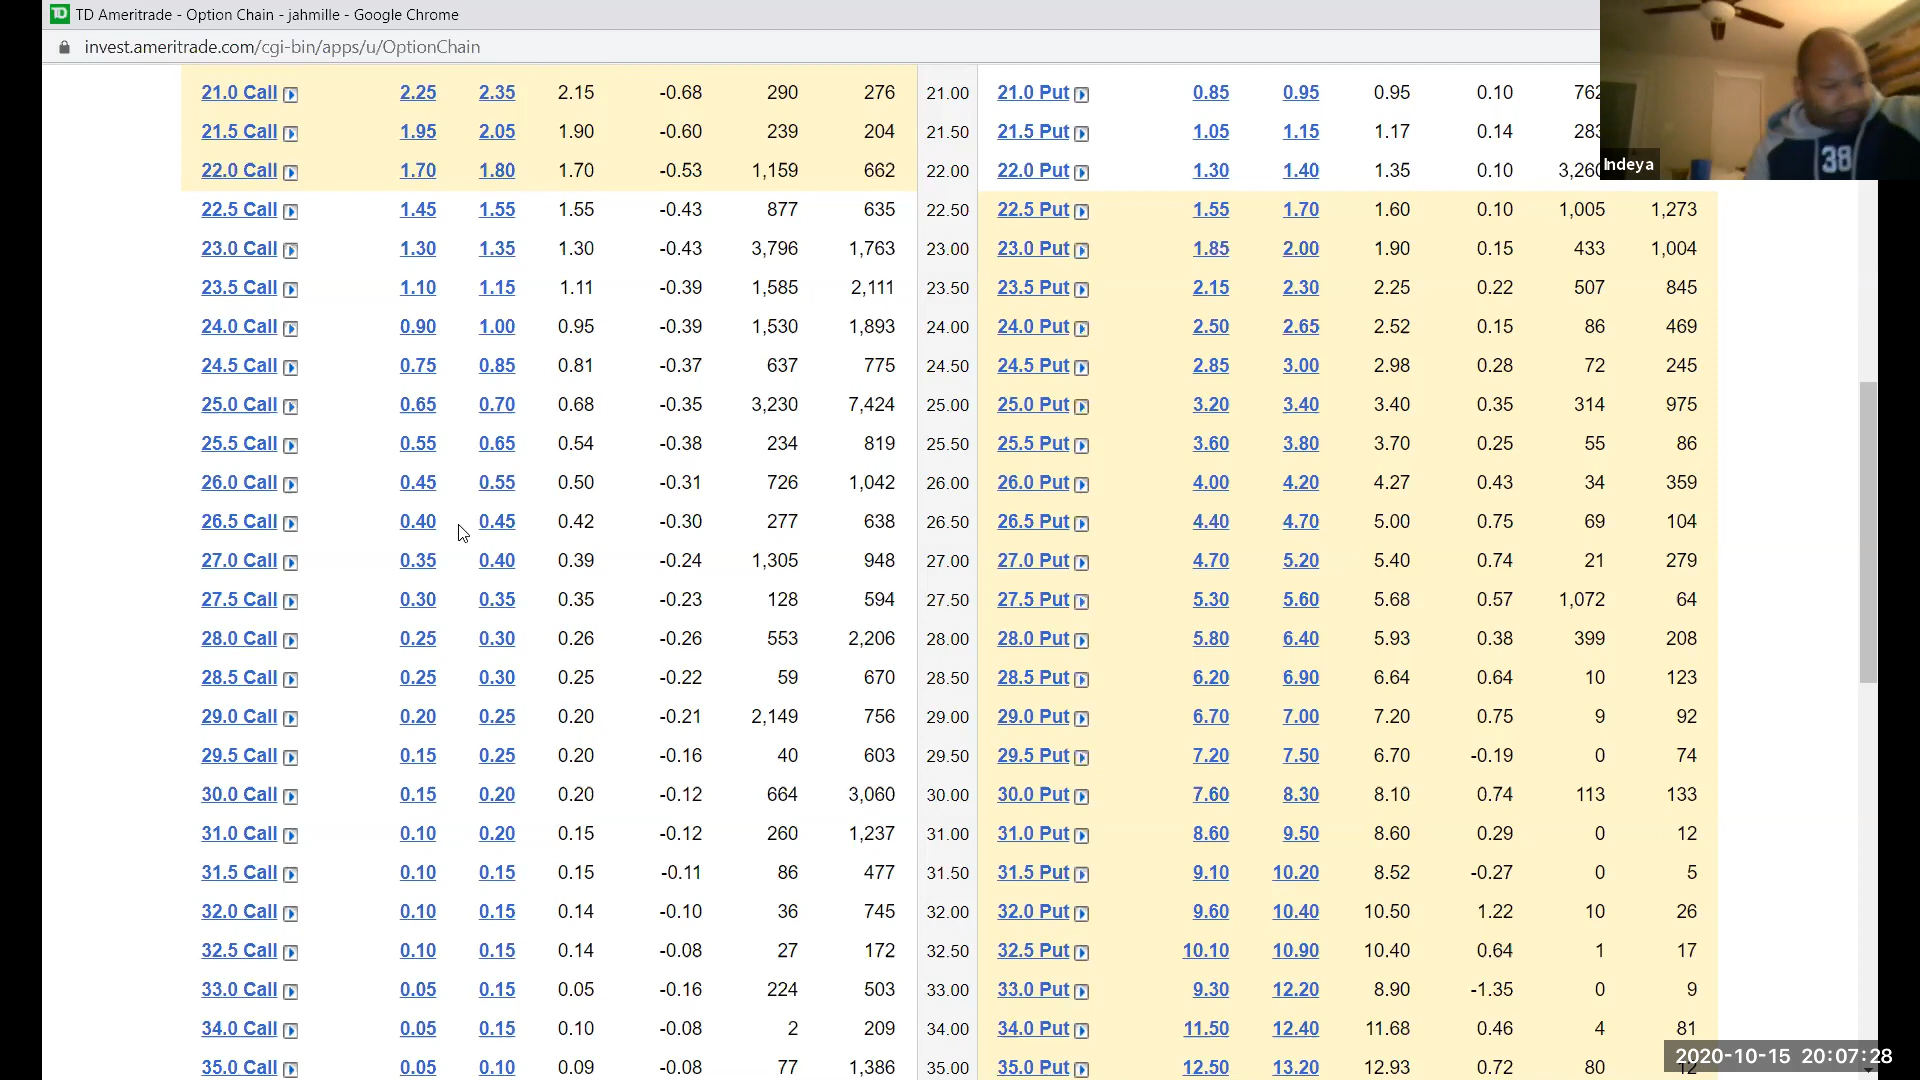 TD Ameritrade - Option Chain - jahmille - Google Chrome
invest.ameritrade.com/cgi-bin/apps/u/OptionChain
21.0 Call 2.25 2.35 2.15 -0.68 290 276 21.00 21.0 Put 0.85 0.95 0.95 0.10 762
21.5 Call 1.95 2.05 1.90 -0.60 239 204 21.50 21.5 Put 1.05 1.15 1.17 0.14 283
22.0 Call 1.70 1.80 1.70 -0.53 1,159 662 22.00 22.0 Put 1.30 1.40 1.35 0.10 3,260
Indeya
38
22.5 Call 1.45 1.55 1.55 -0.43 877 635 22.50 22.5 Put 1.55 1.70 1.60 0.10 1,005 1,273
23.0 Call 1.30 1.35 1.30 -0.43 3,796 1,763 23.00 23.0 Put 1.85 2.00 1.90 0.15 433 1,004
23.5 Call 1.10 1.15 1.11 -0.39 1,585 2,111 23.50 23.5 Put 2.15 2.30 2.25 0.22 507 845
24.0 Call 0.90 1.00 0.95 -0.39 1,530 1,893 24.00 24.0 Put 2.50 2.65 2.52 0.15 86 469
24.5 Call 0.75 0.85 0.81 -0.37 637 775 24.50 24.5 Put 2.85 3.00 2.98 0.28 72 245
25.0 Call 0.65 0.70 0.68 -0.35 3,230 7,424 25.00 25.0 Put 3.20 3.40 3.40 0.35 314 975
25.5 Call 0.55 0.65 0.54 -0.38 234 819 25.50 25.5 Put 3.60 3.80 3.70 0.25 55 86
26.0 Call 0.45 0.55 0.50 -0.31 726 1,042 26.00 26.0 Put 4.00 4.20 4.27 0.43 34 359
26.5 Call 0.40 0.45 0.42 -0.30 277 638 26.50 26.5 Put 4.40 4.70 5.00 0.75 69 104
27.0 Call 0.35 0.40 0.39 -0.24 1,305 948 27.00 27.0 Put 4.70 5.20 5.40 0.74 21 279
27.5 Call 0.30 0.35 0.35 -0.23 128 594 27.50 27.5 Put 5.30 5.60 5.68 0.57 1,072 64
28.0 Call 0.25 0.30 0.26 -0.26 553 2,206 28.00 28.0 Put 5.80 6.40 5.93 0.38 399 208
28.5 Call 0.25 0.30 0.25 -0.22 59 670 28.50 28.5 Put 6.20 6.90 6.64 0.64 10 123
29.0 Call 0.20 0.25 0.20 -0.21 2,149 756 29.00 29.0 Put 6.70 7.00 7.20 0.75 9 92
29.5 Call 0.15 0.25 0.20 -0.16 40 603 29.50 29.5 Put 7.20 7.50 6.70 -0.19 0 74
30.0 Call 0.15 0.20 0.20 -0.12 664 3,060 30.00 30.0 Put 7.60 8.30 8.10 0.74 113 133
31.0 Call 0.10 0.20 0.15 -0.12 260 1,237 31.00 31.0 Put 8.60 9.50 8.60 0.29 0 12
31.5 Call 0.10 0.15 0.15 -0.11 86 477 31.50 31.5 Put 9.10 10.20 8.52 -0.27 0 5
32.0 Call 0.10 0.15 0.14 -0.10 36 745 32.00 32.0 Put 9.60 10.40 10.50 1.22 10 26
32.5 Call 0.10 0.15 0.14 -0.08 27 172 32.50 32.5 Put 10.10 10.90 10.40 0.64 1 17
33.0 Call 0.05 0.15 0.05 -0.16 224 503 33.00 33.0 Put 9.30 12.20 8.90 -1.35 0 9
34.0 Call 0.05 0.15 0.10 -0.08 2 209 34.00 34.0 Put 11.50 12.40 11.68 0.46 4 81
35.0 Call 0.05 0.10 0.09 -0.08 77 1,386 35.00 35.0 Put 12.50 13.20 12.93 0.72 80 12
2020-10-15 20:07:28